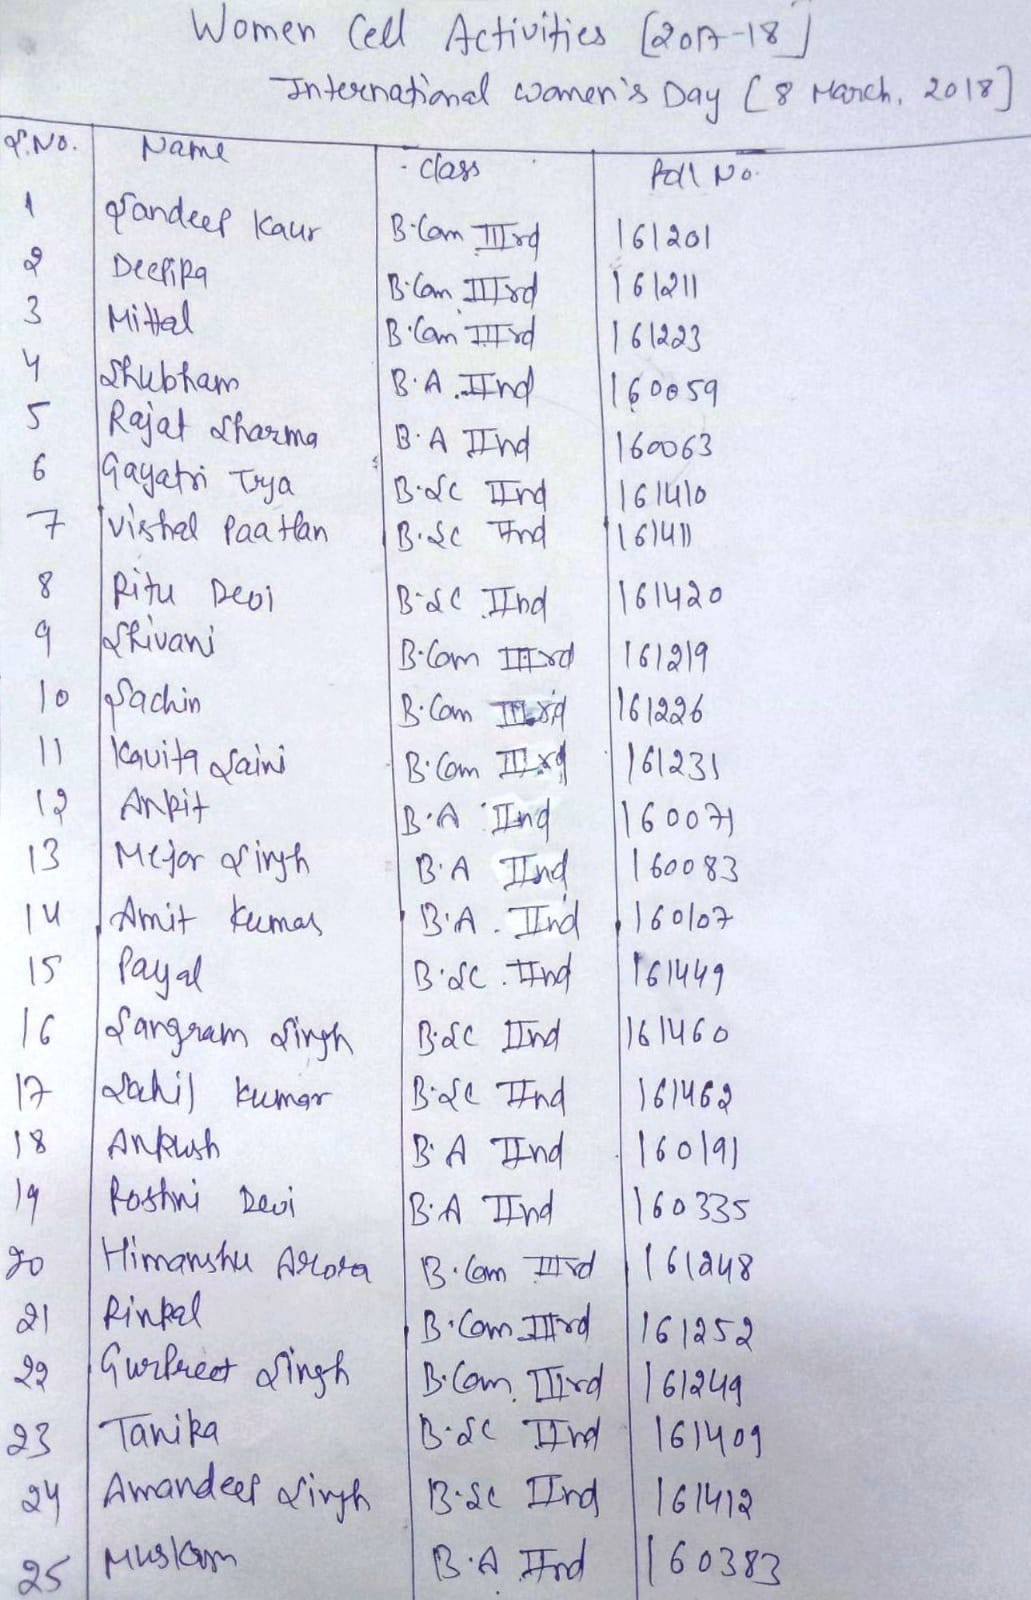 Women Cell Activities [2017-18]
International women's Day [8 March, 2018]
S.No. Name Class Roll No.
1 Sandeep Kaur B.Com IIIrd 161201
2 Deepika B.Com IIIrd 161211
3 Mittal B.Com IIIrd 161223
4 Shubham B.A. IInd 160059
5 Rajat Sharma B.A IInd 160063
6 Gayatri B.Sc IInd 161410
7 Vishal B.Sc IInd 161411
8 Ritu Devi B.Sc IInd 161420
9 Shivani B.Com IIIrd 161219
10 Sachin B.Com IIIrd 161226
11 Kavita Saini B.Com IIIrd 161231
12 Ankit B.A IInd 160071
13 Mejor Singh B.A IInd 160083
14 Amit Kumar B.A. IInd 160107
15 Payal B.Sc. IInd 161449
16 Sangram Singh B.Sc IInd 161460
17 Sahil Kumar B.Sc IInd 161462
18 Ankush B.A IInd 160191
19 Roshni Devi B.A IInd 160335
20 Himanshu Arora B.Com IIIrd 161248
21 Rinkal B.Com IIIrd 161252
22 Gurpreet Singh B.Com IIIrd 161249
23 Tanika B.Sc IInd 161409
24 Amandeep Singh B.Sc IInd 161412
25 Muskan B.A IInd 160383